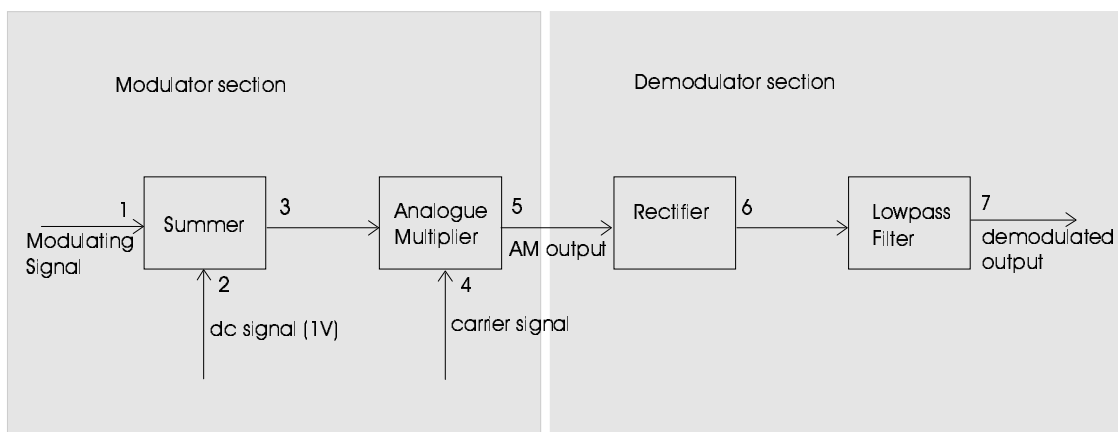 Modulator section
Demodulator section
1
Modulating
Signal
Summer
2
dc signal (1V)
3
Analogue
Multiplier
4
carrier signal
5
AM output
Rectifier
6
Lowpass
Filter
7
demodulated
output